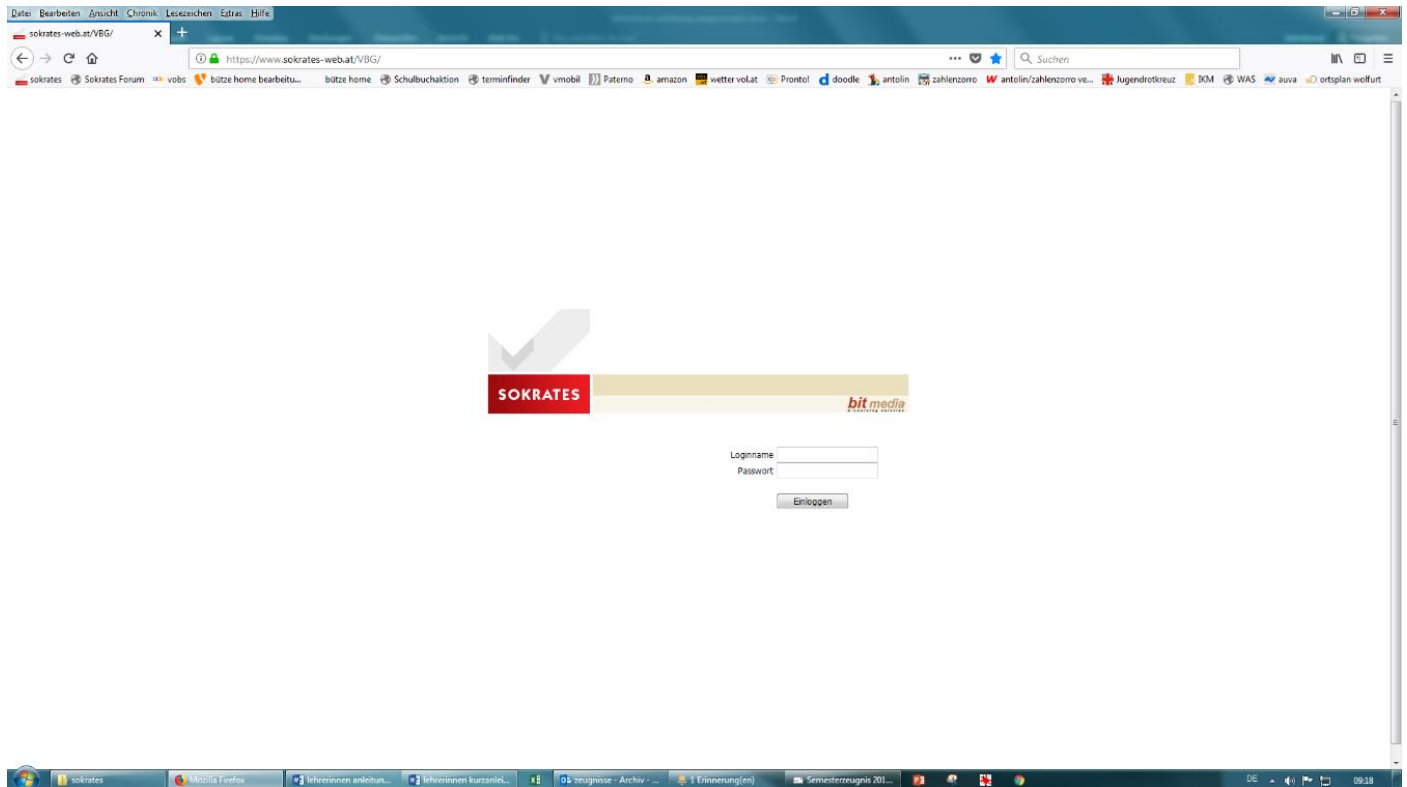 Datei Bearbeiten Ansicht Chronik Lesezeichen Extras Hilfe
sokrates-web.at/VBG/
https://www.sokrates-web.at/VBG/ Suchen
sokrates Sokrates Forum vobs bütze home bearbeitu... bütze home Schulbuchaktion terminfinder vmobil Paterno amazon wetter vol.at Pronto! doodle antolin zahlenzorro antolin/zahlenzorro ve... Jugendrotkreuz IKM WAS auva ortsplan wolfurt
SOKRATES
bit media
Loginname
Passwort
Einloggen
sokrates Mozilla Firefox lehrerinnen anleitun... lehrerinnen kurzanlei... zeugnisse - Archiv - ... 1 Erinnerung(en) Semesterzeugnis 201... DE 09:18